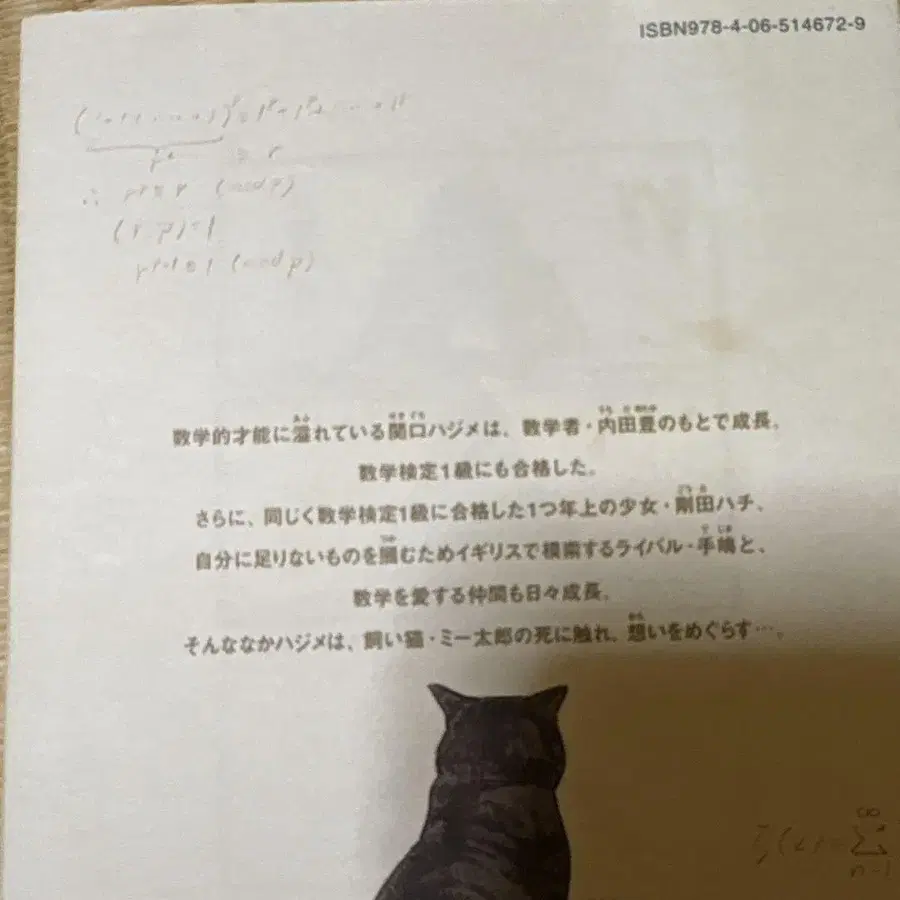 ISBN978-4-06-514672-9
∴ (mod p)
(r p)=1
≡ 1 (mod p)
数学的才能に溢れている関口ハジメは、数学者・内田豊のもとで成長。
数学検定1級にも合格した。
さらに、同じく数学検定1級に合格した1つ年上の少女・剛田ハチ、
自分に足りないものを掴むためイギリスで模索するライバル・手嶋と、
数学を愛する仲間も日々成長。
そんななかハジメは、飼い猫・ミー太郎の死に触れ、想いをめぐらす…。
∞
Σ
n=1